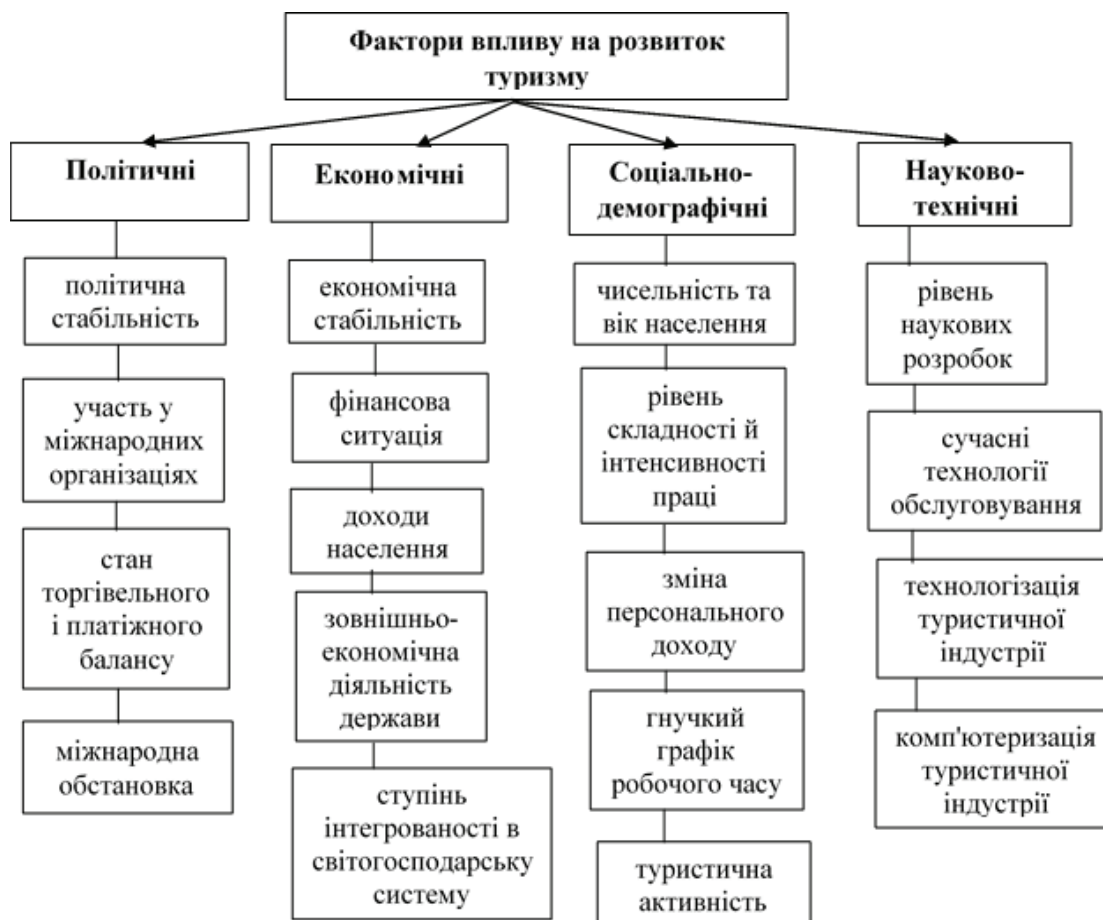 Фактори впливу на розвиток
туризму
Політичні
політична
стабільність
участь у
міжнародних
організаціях
стан
торгівельного
і платіжного
балансу
міжнародна
обстановка
Економічні
економічна
стабільність
фінансова
ситуація
доходи
населення
зовнішньо-
економічна
діяльність
держави
ступінь
інтегрованості в
світогосподарську
систему
Соціально-
демографічні
чисельність та
вік населення
рівень
складності й
інтенсивності
праці
зміна
персонального
доходу
гнучкий
графік
робочого часу
туристична
активність
Науково-
технічні
рівень
наукових
розробок
сучасні
технології
обслуговування
технологізація
туристичної
індустрії
комп'ютеризація
туристичної
індустрії